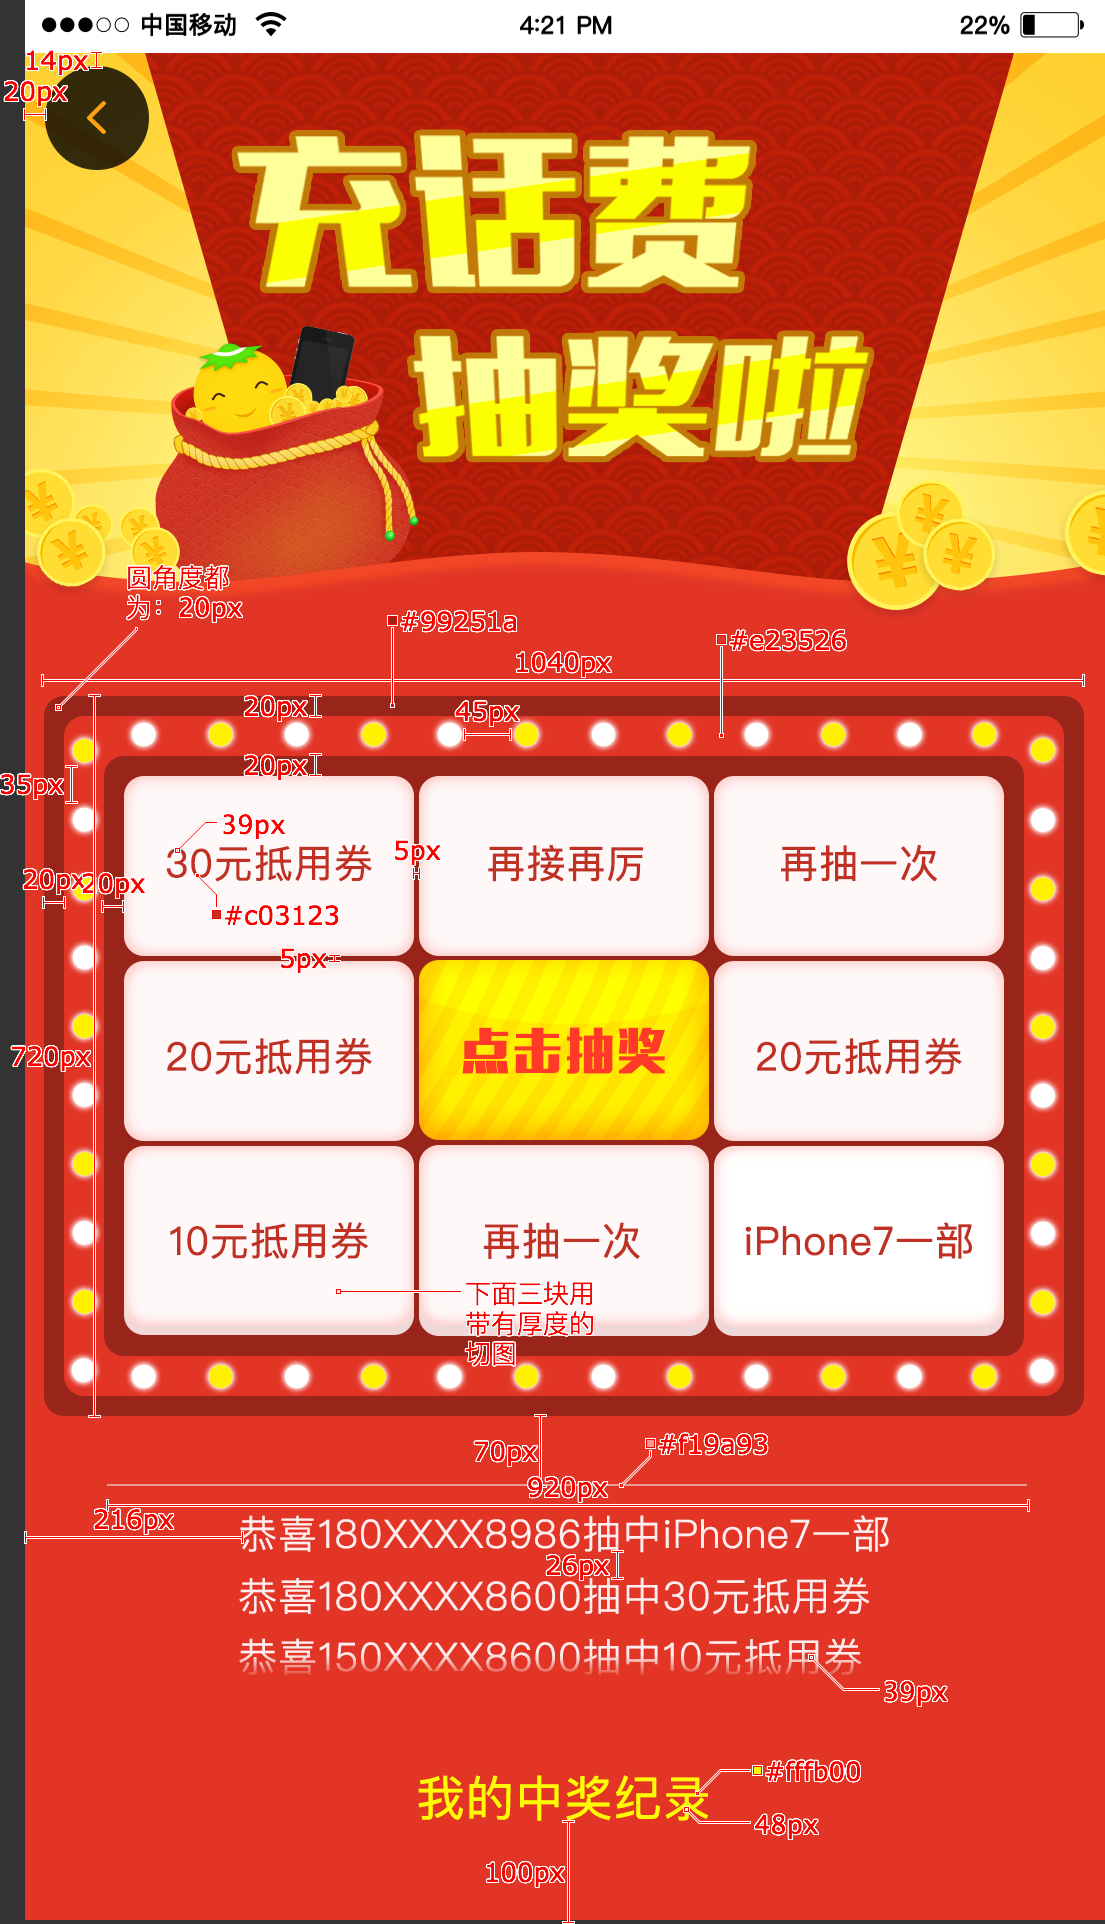 中国移动
4:21 PM
22%
14px
20px
充话费
抽奖啦
圆角度都
为：20px
#99251a
#e23526
1040px
20px
45px
20px
35px
39px
30元抵用券
5px
再接再厉
再抽一次
20px
20px
#c03123
5px
20元抵用券
点击抽奖
20元抵用券
720px
10元抵用券
再抽一次
iPhone7一部
下面三块用
带有厚度的
切图
70px
#f19a93
920px
216px
恭喜180XXXX8986抽中iPhone7一部
26px
恭喜180XXXX8600抽中30元抵用券
恭喜150XXXX8600抽中10元抵用券
39px
#fffb00
我的中奖纪录
48px
100px